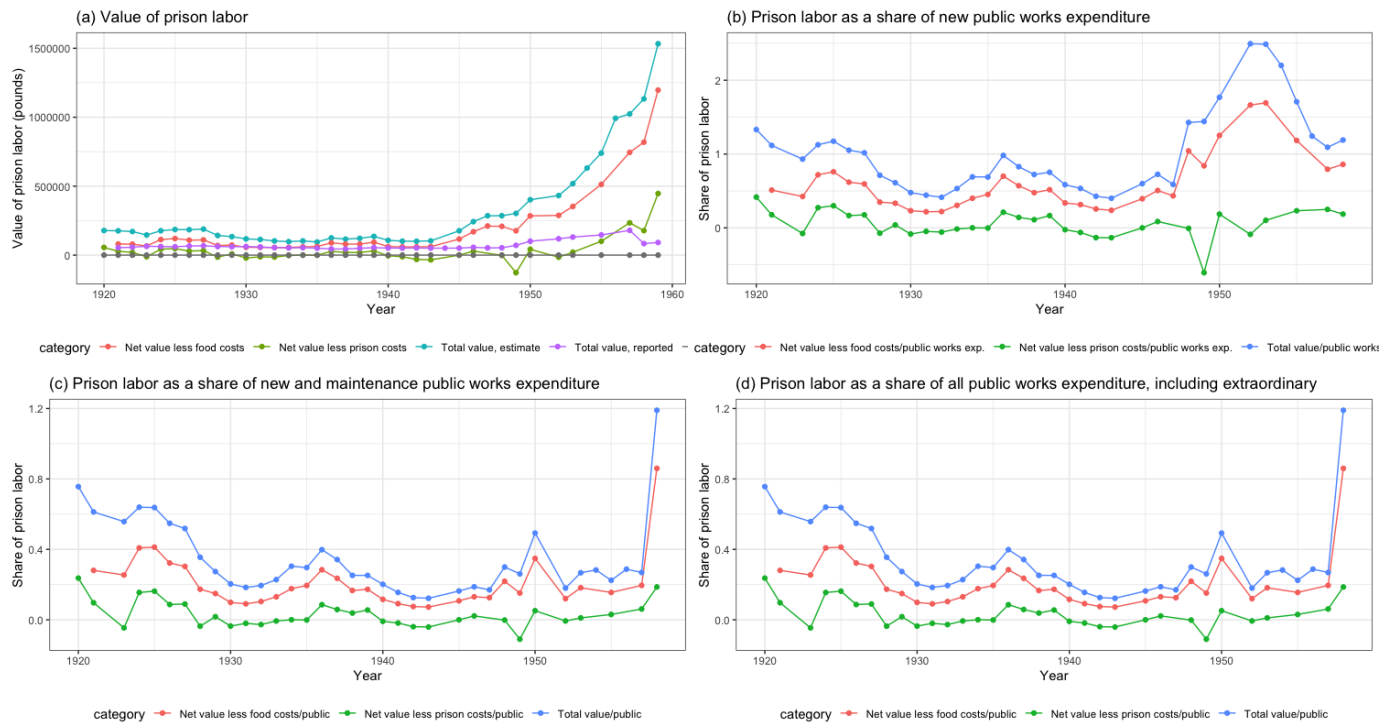 (a) Value of prison labor
Value of prison labor (pounds)
1500000
1000000
500000
0
1920
1930
1940
1950
1960
Year
category
Net value less food costs
Net value less prison costs
Total value, estimate
Total value, reported
(b) Prison labor as a share of new public works expenditure
Share of prison labor
2
1
0
1920
1930
1940
1950
Year
category
Net value less food costs/public works exp.
Net value less prison costs/public works exp.
Total value/public works
(c) Prison labor as a share of new and maintenance public works expenditure
Share of prison labor
1.2
0.8
0.4
0.0
1920
1930
1940
1950
Year
category
Net value less food costs/public
Net value less prison costs/public
Total value/public
(d) Prison labor as a share of all public works expenditure, including extraordinary
Share of prison labor
1.2
0.8
0.4
0.0
1920
1930
1940
1950
Year
category
Net value less food costs/public
Net value less prison costs/public
Total value/public